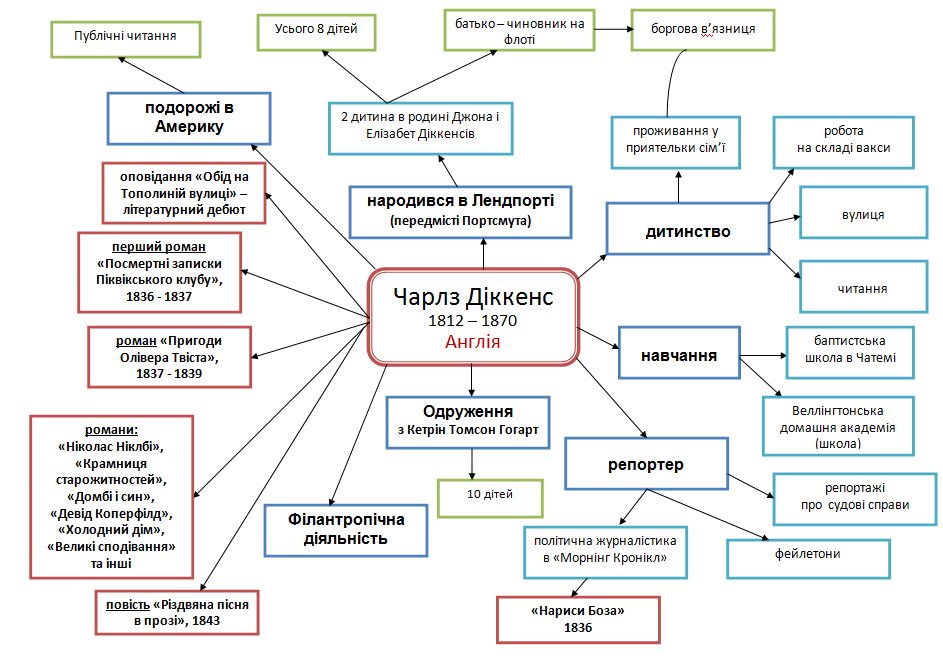 Публічні читання
Усього 8 дітей
батько – чиновник на
флоті
боргова в’язниця
подорожі в
Америку
2 дитина в родині Джона і
Елізабет Діккенсів
проживання у
приятельки сім’ї
робота
на складі вакси
оповідання «Обід на
Тополиній вулиці» –
літературний дебют
народився в Лендпорті
(передмісті Портсмута)
дитинство
вулиця
перший роман
«Посмертні записки
Піквікського клубу»,
1836 - 1837
Чарлз Діккенс
1812 – 1870
Англія
читання
роман «Пригоди
Олівера Твіста»,
1837 - 1839
навчання
баптистська
школа в Чатемі
Одруження
з Кетрін Томсон Гогарт
Веллінгтонська
домашня академія
(школа)
романи:
«Ніколас Ніклбі»,
«Крамниця
старожитностей»,
«Домбі і син»,
«Девід Коперфілд»,
«Холодний дім»,
«Великі сподівання»
та інші
репортер
10 дітей
репортажі
про судові справи
Філантропічна
діяльність
політична журналістика
в «Морнінг Кронікл»
фейлетони
повість «Різдвяна пісня
в прозі», 1843
«Нариси Боза»
1836